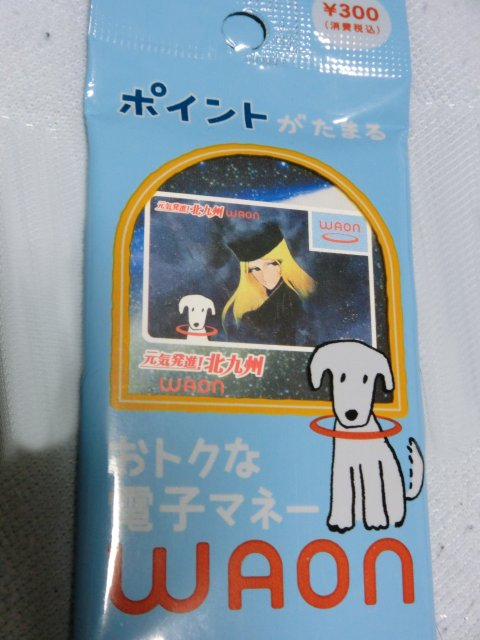 ¥300
(消費税込)
ポイントがたまる
元気発進!北九州 WAON
WAON
元気発進!北九州
WAON
おトクな
電子マネー
WAON